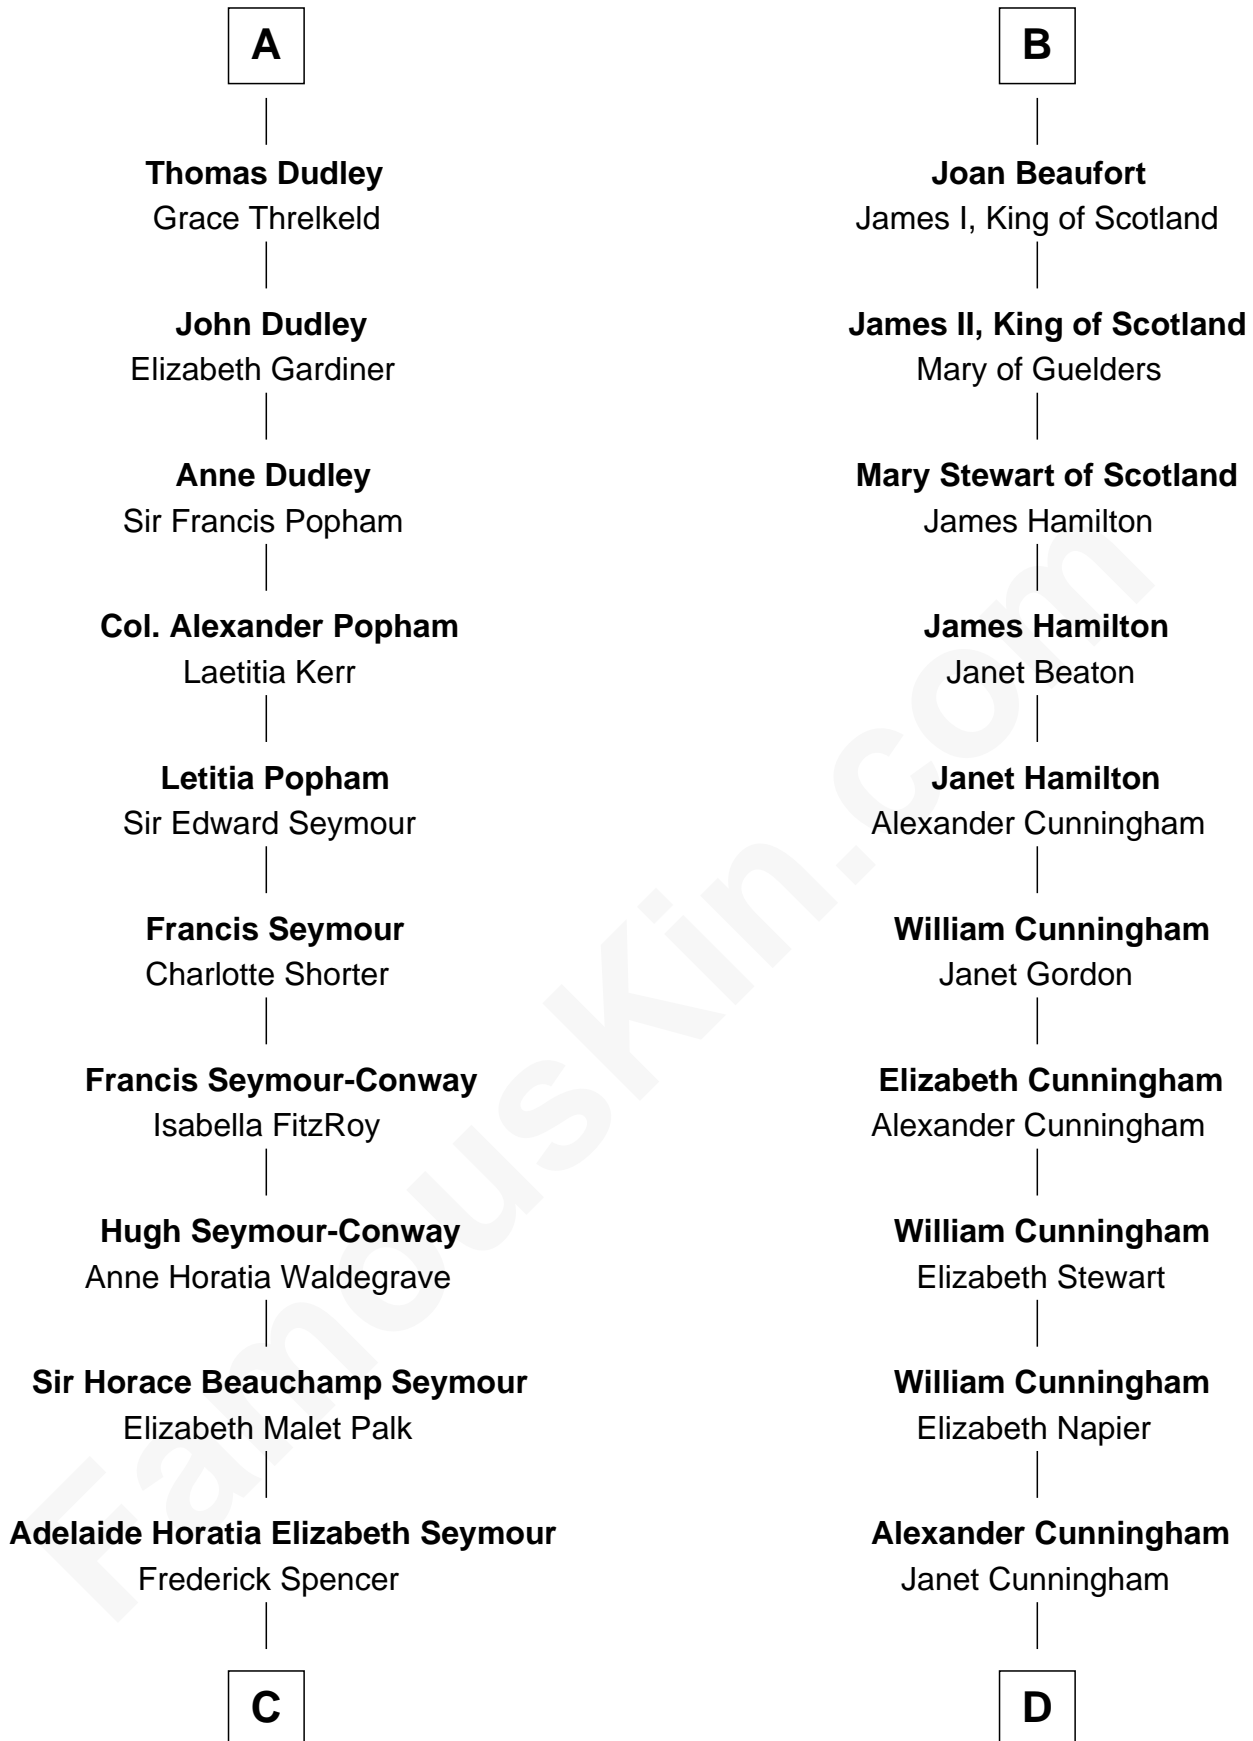 A
Thomas Dudley
Grace Threlkeld
John Dudley
Elizabeth Gardiner
Anne Dudley
Sir Francis Popham
Col. Alexander Popham
Laetitia Kerr
Letitia Popham
Sir Edward Seymour
Francis Seymour
Charlotte Shorter
Francis Seymour-Conway
Isabella FitzRoy
Hugh Seymour-Conway
Anne Horatia Waldegrave
Sir Horace Beauchamp Seymour
Elizabeth Malet Palk
Adelaide Horatia Elizabeth Seymour
Frederick Spencer
C
B
Joan Beaufort
James I, King of Scotland
James II, King of Scotland
Mary of Guelders
Mary Stewart of Scotland
James Hamilton
James Hamilton
Janet Beaton
Janet Hamilton
Alexander Cunningham
William Cunningham
Janet Gordon
Elizabeth Cunningham
Alexander Cunningham
William Cunningham
Elizabeth Stewart
William Cunningham
Elizabeth Napier
Alexander Cunningham
Janet Cunningham
D
FamousKin.com